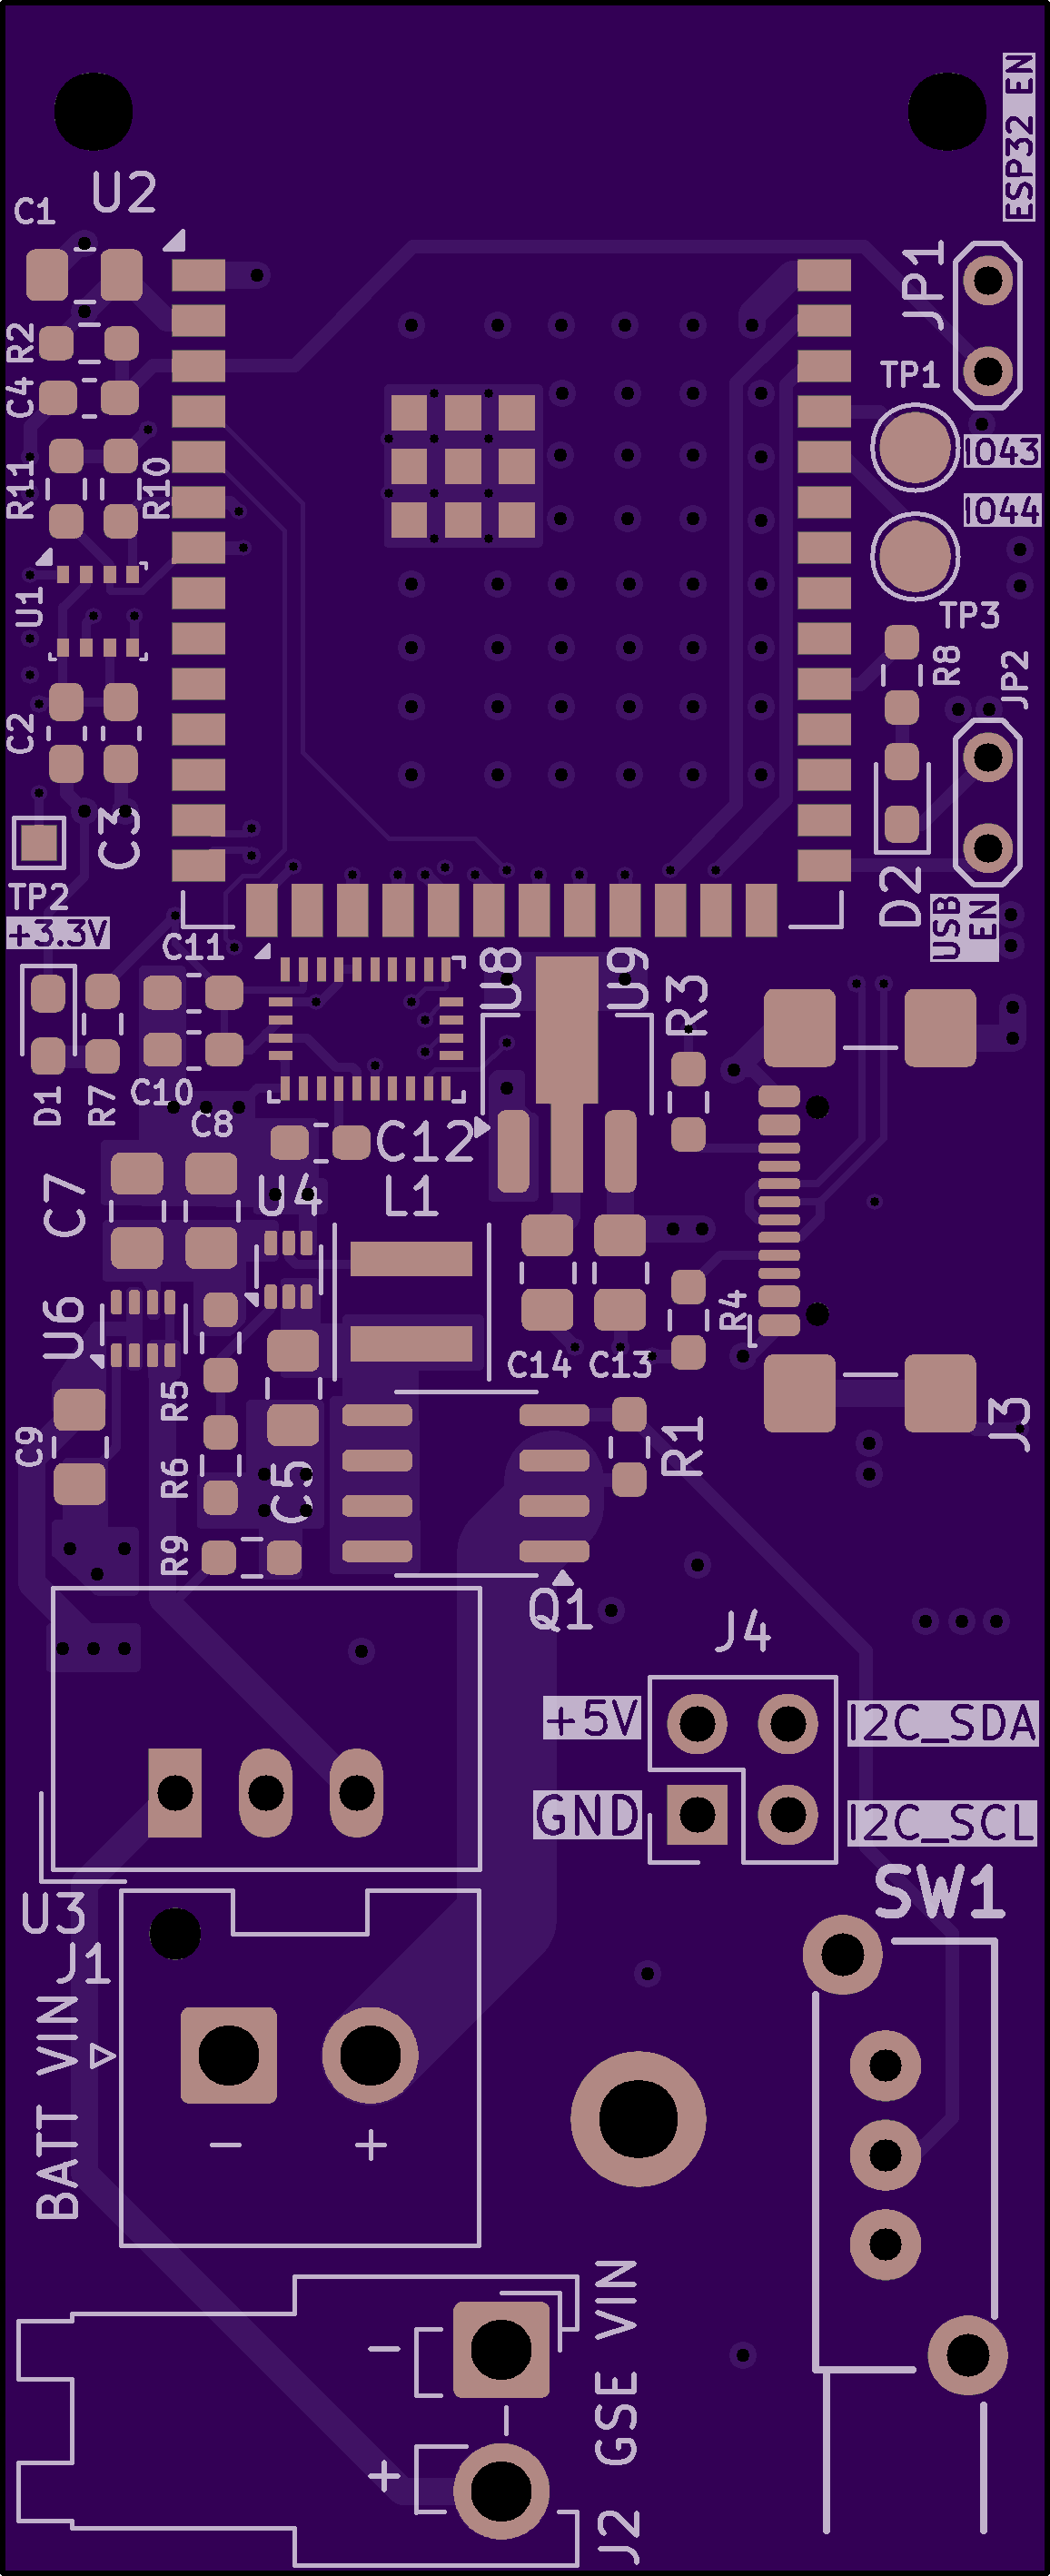 ESP32 EN
U2
C1
JP1
R2
TP1
C4
IO43
R11
R10
IO44
U1
TP3
R8
JP2
C2
C3
TP2
D2
+3.3V
USB
EN
C11
U8
U9
R3
D1
R7
C10
C8
C12
C7
U4
L1
U6
R4
C14
C13
R5
J3
C9
R1
R6
C5
R9
Q1
J4
+5V
I2C_SDA
GND
I2C_SCL
SW1
U3
J1
BATT VIN
- +
GSE VIN
-
-
+
J2